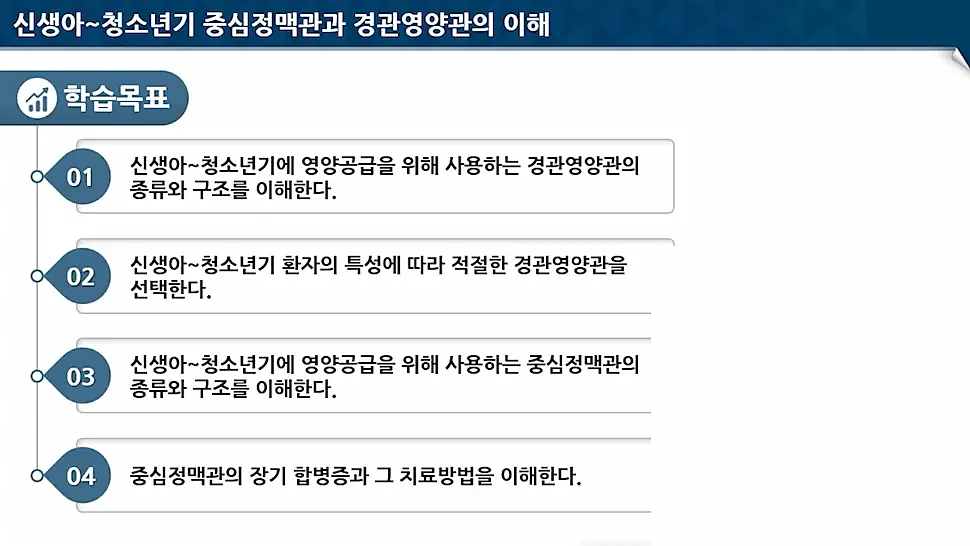 신생아~청소년기 중심정맥관과 경관영양관의 이해
학습목표
01
신생아~청소년기에 영양공급을 위해 사용하는 경관영양관의
종류와 구조를 이해한다.
02
신생아~청소년기 환자의 특성에 따라 적절한 경관영양관을
선택한다.
03
신생아~청소년기에 영양공급을 위해 사용하는 중심정맥관의
종류와 구조를 이해한다.
04
중심정맥관의 장기 합병증과 그 치료방법을 이해한다.